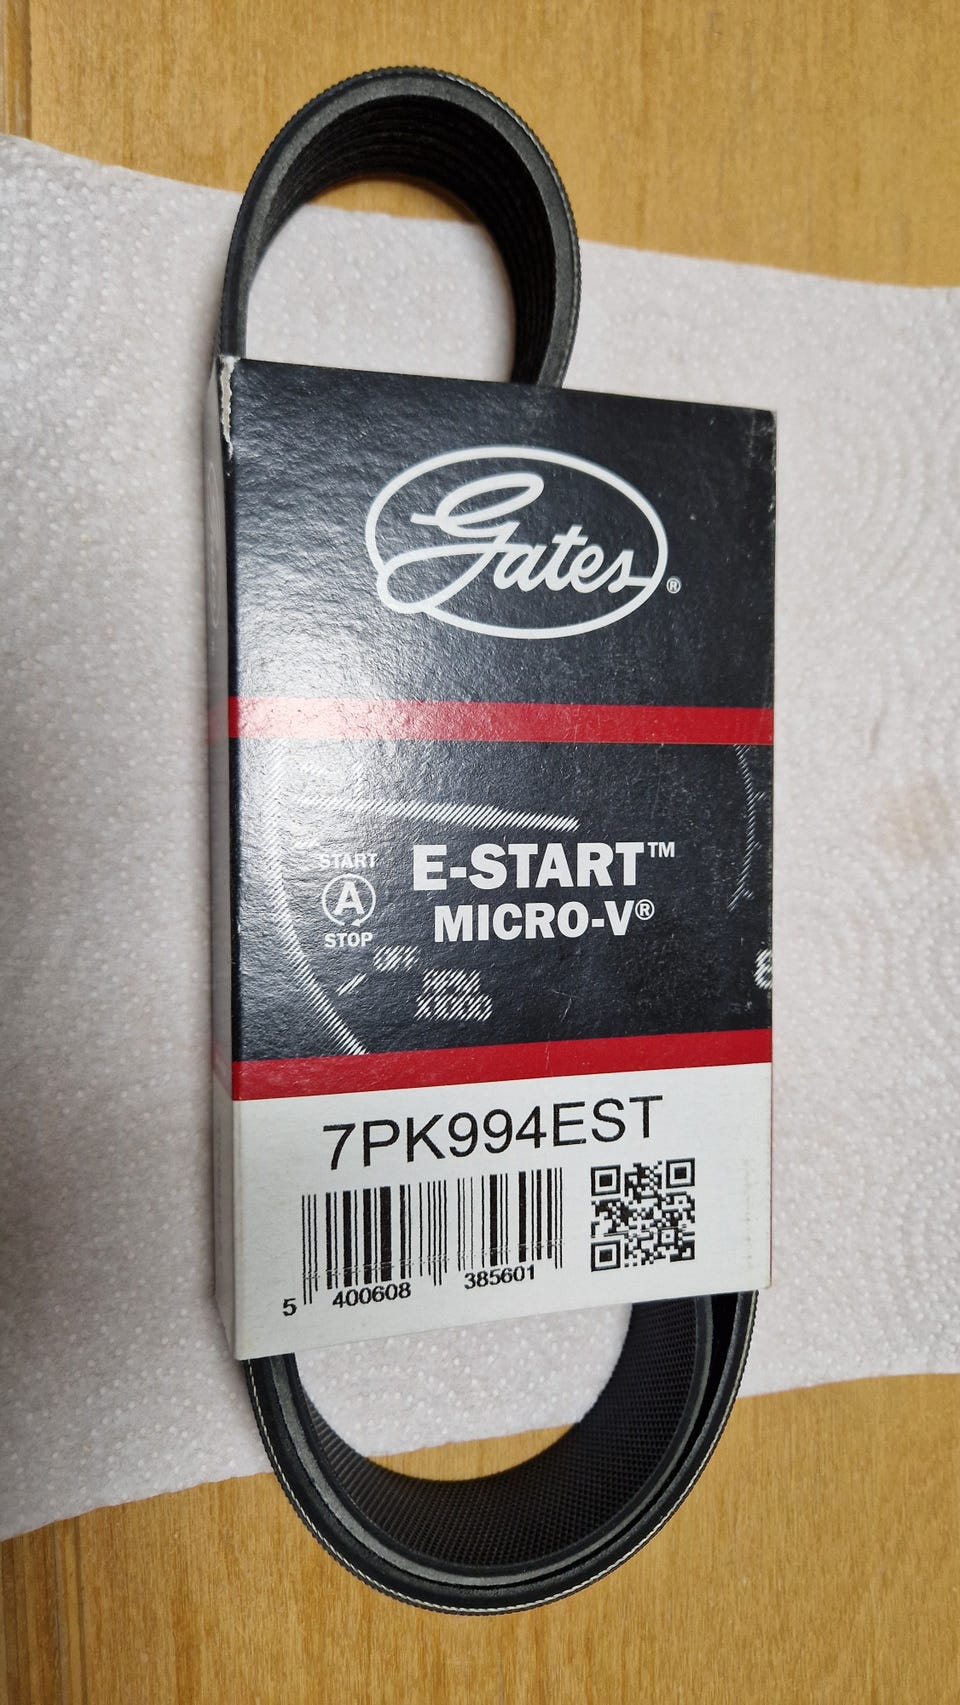 Gates®
START
A
STOP
E-START™
MICRO-V®
7PK994EST
5 400608 385601